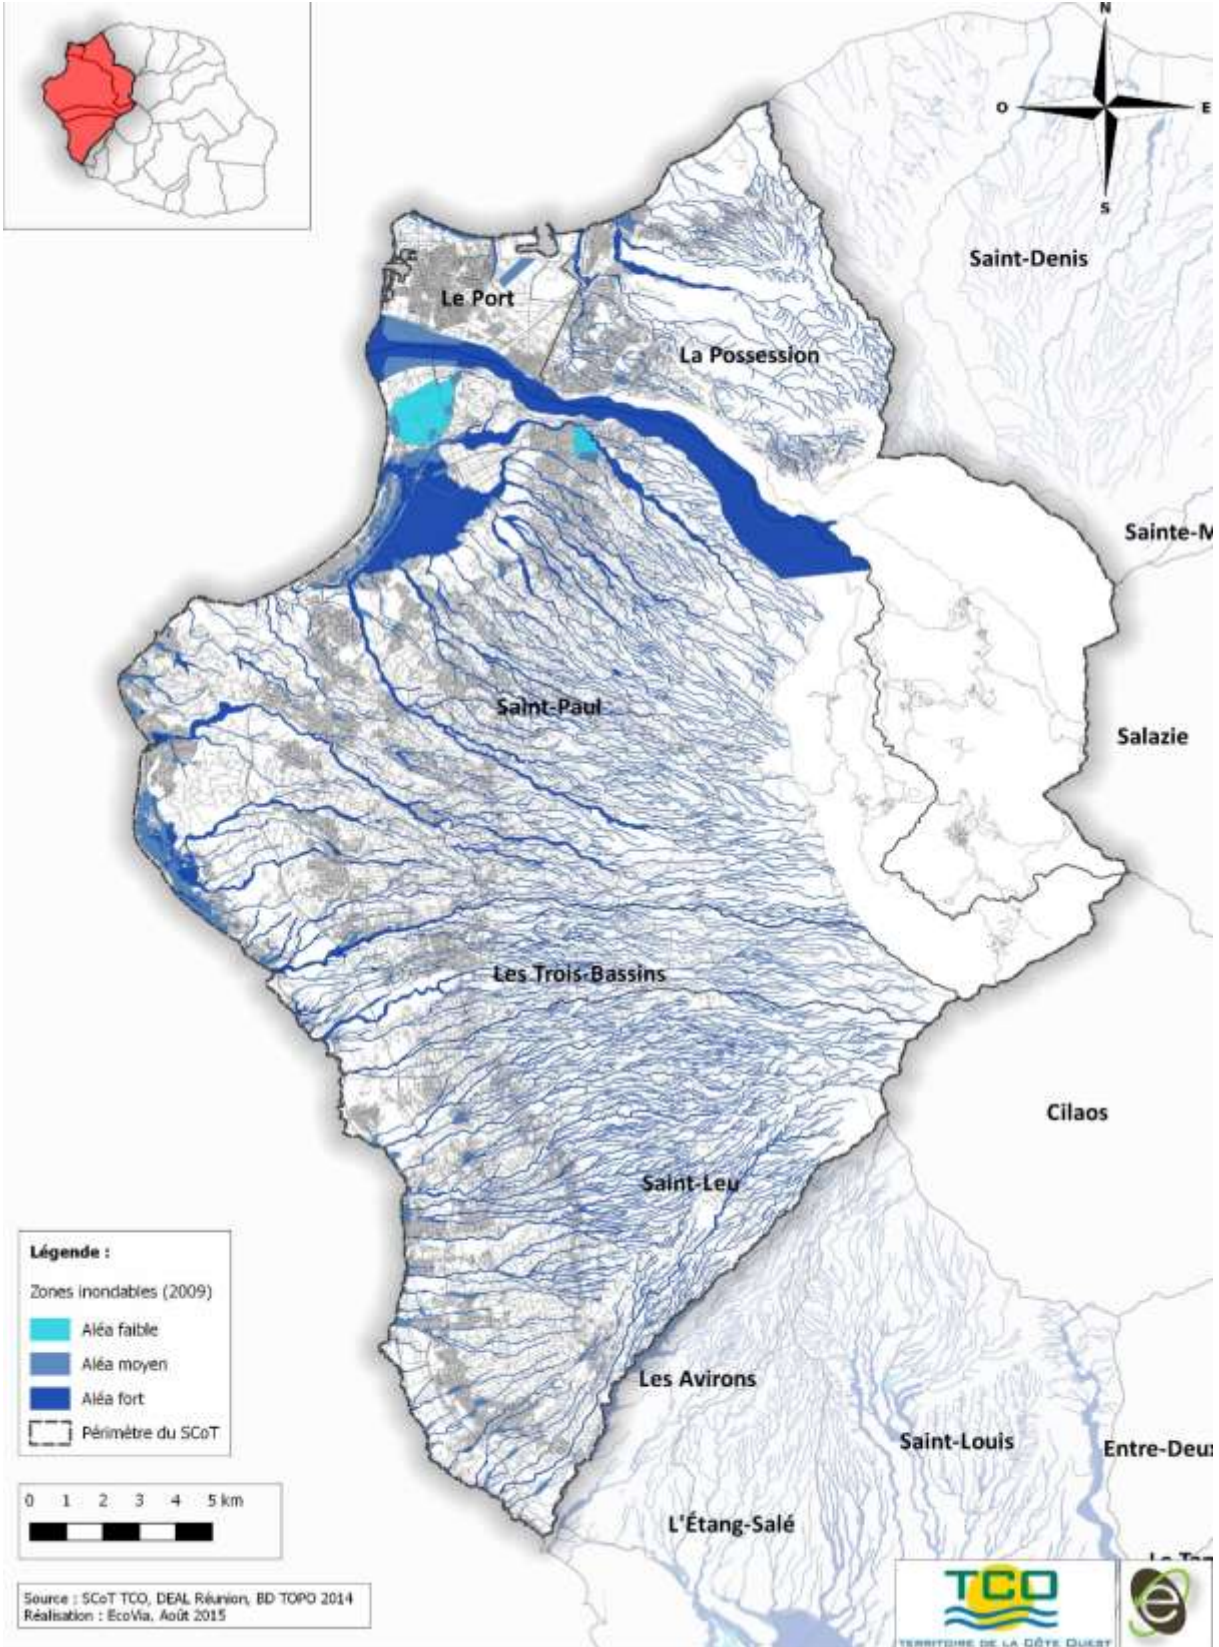 N
O
E
S
Saint-Denis
Le Port
La Possession
Sainte-M
Saint-Paul
Salazie
Les Trois-Bassins
Cilaos
Saint-Leu
Légende :
Zones inondables (2009)
Aléa faible
Aléa moyen
Aléa fort
Périmètre du SCoT
Les Avirons
Saint-Louis
Entre-Deux
0 1 2 3 4 5 km
L'Étang-Salé
Source : SCoT TCO, DEAL Réunion, BD TOPO 2014
Réalisation : EcoVia, Août 2015
TCO
TERRITOIRE DE LA CÔTE OUEST
e